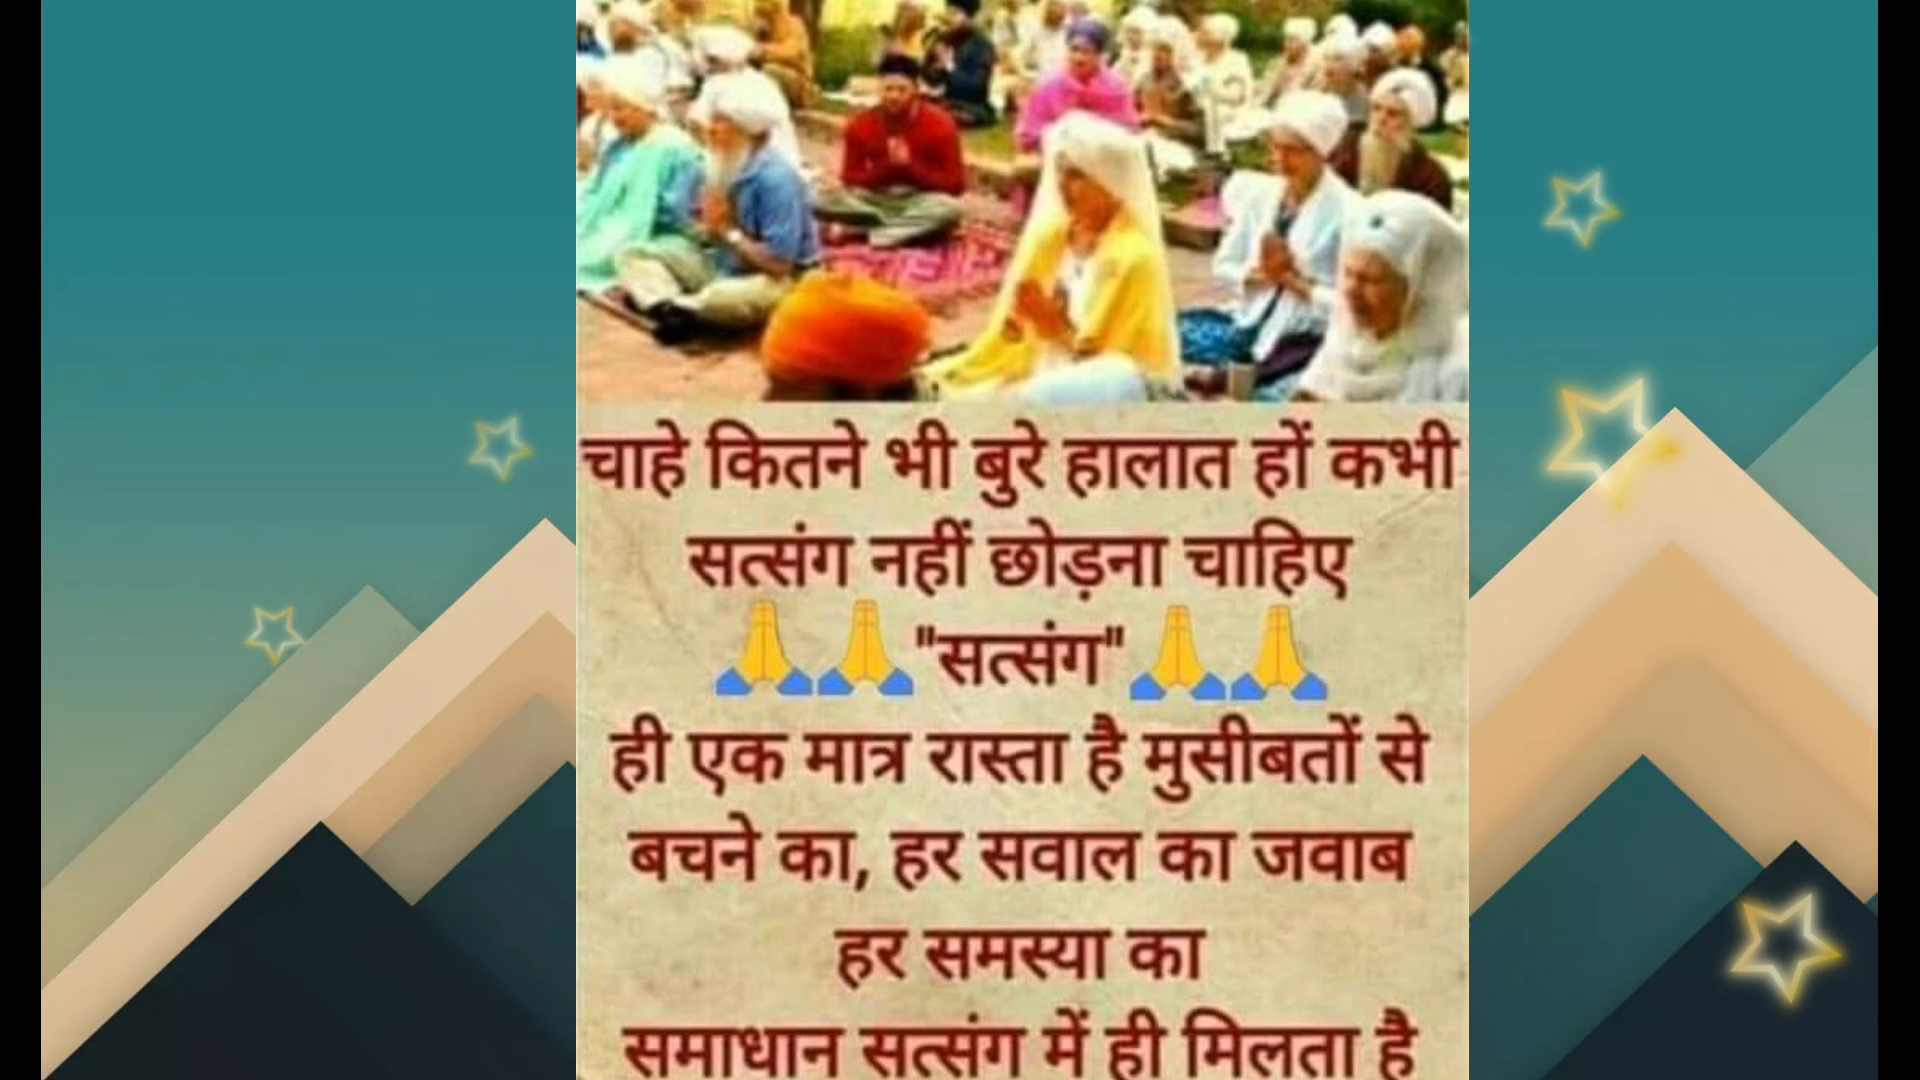 चाहे कितने भी बुरे हालात हों कभी
सत्संग नहीं छोड़ना चाहिए
🙏🙏"सत्संग"🙏🙏
ही एक मात्र रास्ता है मुसीबतों से
बचने का, हर सवाल का जवाब
हर समस्या का
समाधान सत्संग में ही मिलता है